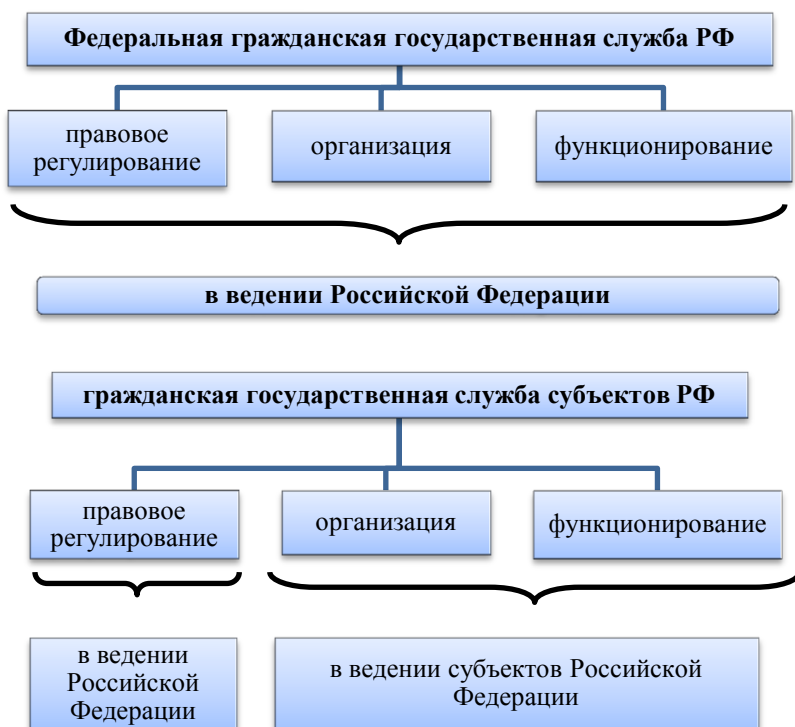 Федеральная гражданская государственная служба РФ
правовое
регулирование
организация
функционирование
в ведении Российской Федерации
гражданская государственная служба субъектов РФ
правовое
регулирование
организация
функционирование
в ведении
Российской
Федерации
в ведении субъектов Российской
Федерации